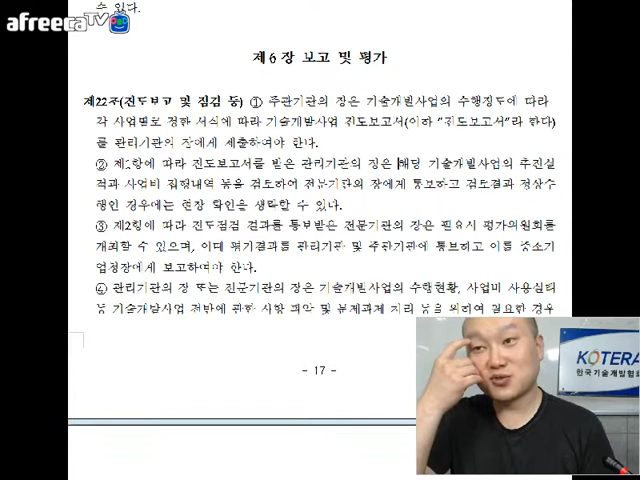 수 있다.
afreecaTV
제 6 장 보고 및 평가
제22조(진도보고 및 점검 등) ① 주관기관의 장은 기술개발사업의 수행정도에 따라
각 사업별로 정한 서식에 따라 기술개발사업 진도보고서(이하 "진도보고서"라 한다)
를 관리기관의 장에게 제출하여야 한다.
② 제1항에 따라 진도보고서를 받은 관리기관의 장은 해당 기술개발사업의 추진실
적과 사업비 집행내역 등을 검토하여 전문기관의 장에게 통보하고 검토결과 정상수
행인 경우에는 현장 확인을 생략할 수 있다.
③ 제2항에 따라 진도점검 결과를 통보받은 전문기관의 장은 필요시 평가위원회를
개최할 수 있으며, 이때 평가결과를 관리기관 및 주관기관에 통보하고 이를 중소기
업청장에게 보고하여야 한다.
④ 관리기관의 장 또는 전문기관의 장은 기술개발사업의 수행현황, 사업비 사용실태
등 기술개발사업 전반에 관한 사항 파악 및 문제과제 처리 등을 위하여 필요한 경우
- 17 -
KOTERA
한국기술개발협회